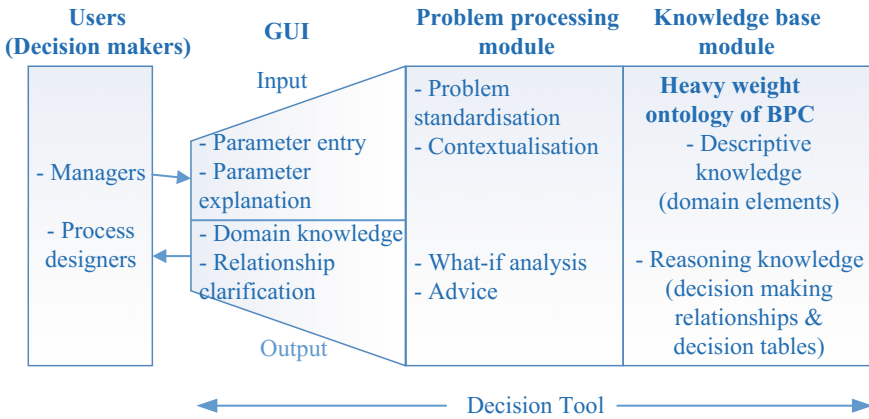 Users
(Decision makers)
GUI
Problem processing
module
Knowledge base
module
- Managers
- Process
designers
Input
- Parameter entry
- Parameter
explanation
- Domain knowledge
- Relationship
clarification
Output
- Problem
standardisation
- Contextualisation
- What-if analysis
- Advice
Heavy weight
ontology of BPC
- Descriptive
knowledge
(domain elements)
- Reasoning knowledge
(decision making
relationships &
decision tables)
Decision Tool